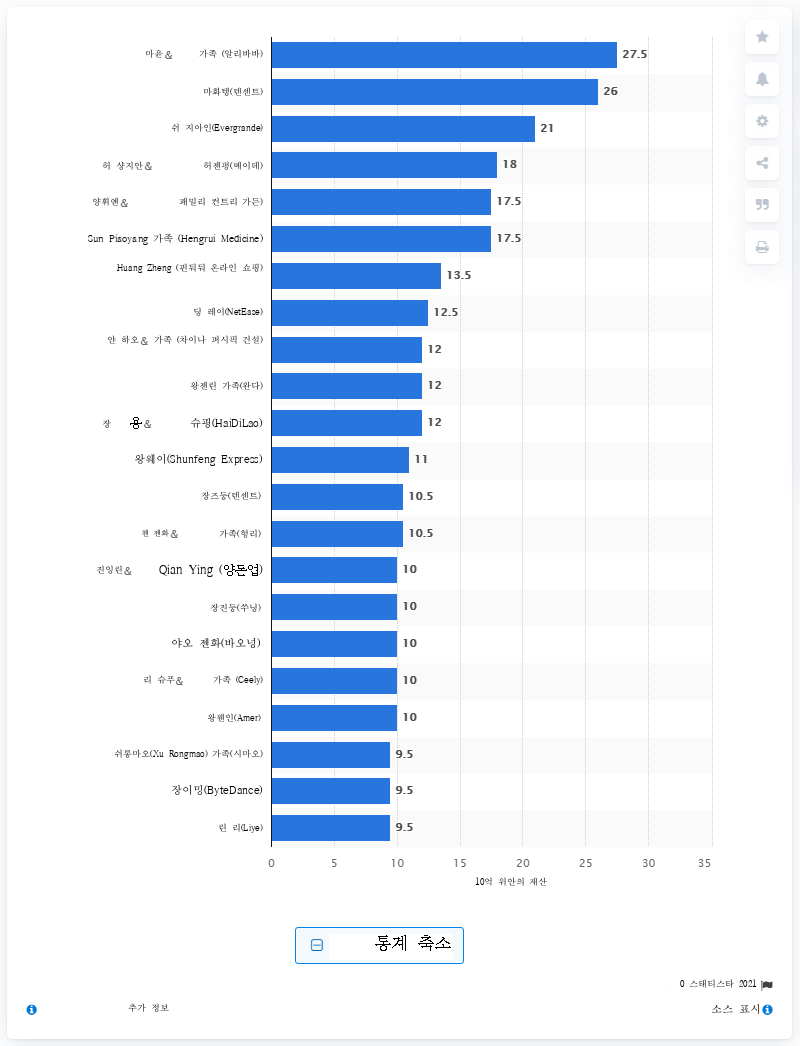 마윤& 가족 (알리바바) 27.5
마화텡(텐센트) 26
쉬 지아인(Evergrande) 21
허 샹지안& 허젠펑(메이데) 18
양휘옌& 패밀리 컨트리 가든) 17.5
Sun Piaoyang 가족 (Hengrui Medicine) 17.5
Huang Zheng (핀둬둬 온라인 쇼핑) 13.5
딩 레이(NetEase) 12.5
얀 하오& 가족 (차이나 퍼시픽 건설) 12
왕젠린 가족(완다) 12
장 용& 슈핑(HaiDiLao) 12
왕웨이(Shunfeng Express) 11
장즈둥(텐센트) 10.5
첸 젠화& 가족(헝리) 10.5
진잉린& Qian Ying (양돈업) 10
장진둥(쑤닝) 10
야오 젠화(바오넝) 10
리 슈푸& 가족 (Geely) 10
왕웬인(Amer) 10
쉬롱마오(Xu Rongmao) 가족(시마오) 9.5
장이밍(ByteDance) 9.5
린 리(Liye) 9.5
0 5 10 15 20 25 30 35
10억 위안의 재산
통계 축소
0 스태티스타 2021
추가 정보 소스 표시